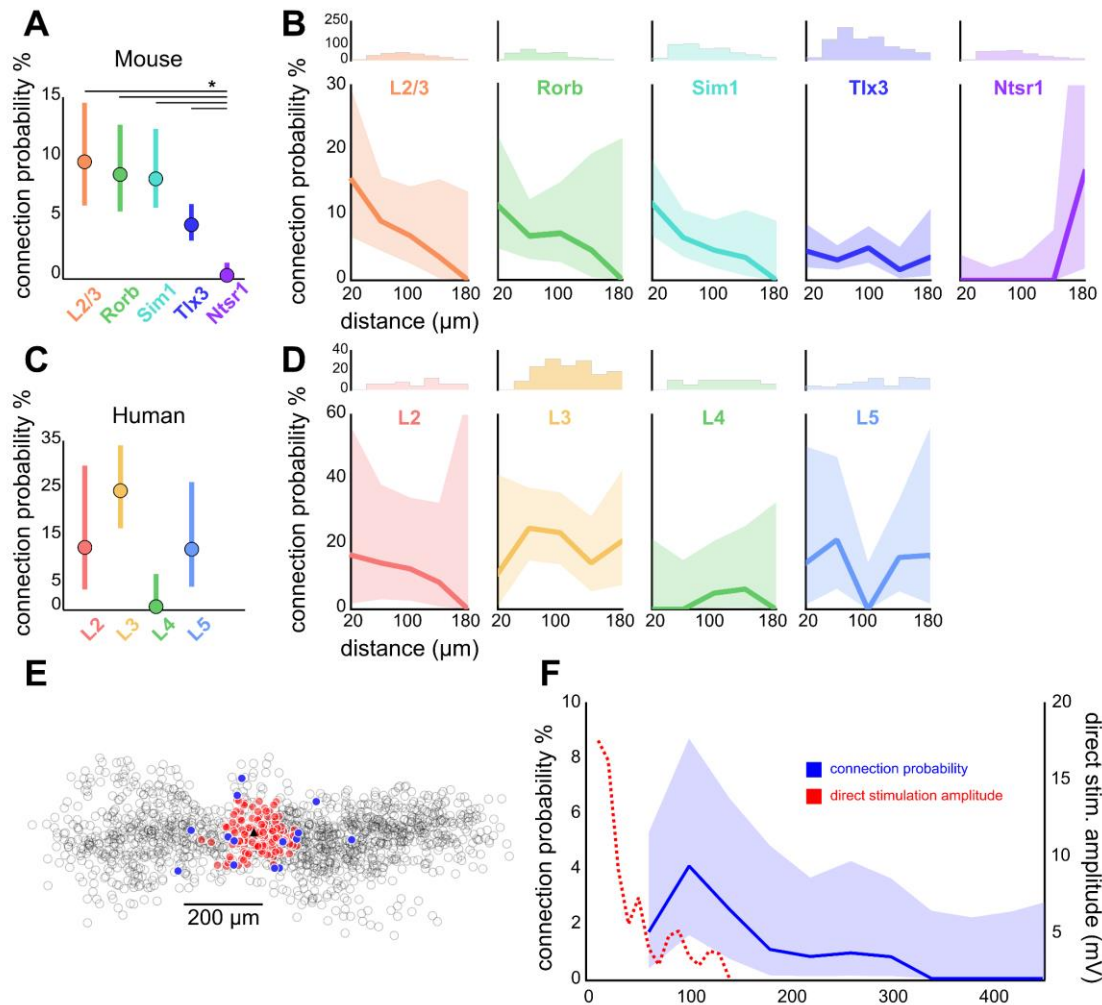 A
Mouse
connection probability %
15
10
5
0
*
L2/3
Rorb
Sim1
Tlx3
Ntsr1
B
250
100
0
connection probability %
30
20
10
0
L2/3
Rorb
Sim1
Tlx3
Ntsr1
20 100 180 20 100 180 20 100 180 20 100 180 20 100 180
distance (µm)
C
Human
connection probability %
35
25
15
5
0
L2
L3
L4
L5
D
40
20
0
connection probability %
60
40
20
0
L2
L3
L4
L5
20 100 180 20 100 180 20 100 180 20 100 180
distance (µm)
E
200 µm
F
connection probability %
10
8
6
4
2
0
connection probability
direct stimulation amplitude
20
15
10
5
direct stim. amplitude (mV)
0 100 200 300 400